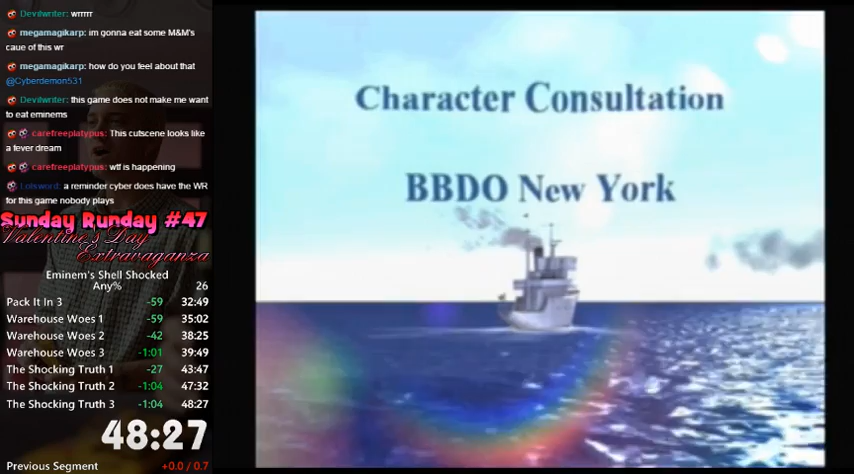 Devilwriter: wrrrrr
megamagikarp: im gonna eat some M&M's
caue of this wr
megamagikarp: how do you feel about that
@Cyberdemon531
Devilwriter: this game does not make me want
to eat eminems
carefreeplatypus: This cutscene looks like
a fever dream
carefreeplatypus: wtf is happening
Lolsword: a reminder cyber does have the WR
for this game nobody plays
Sunday Runday #47
Valentine's Day
Extravaganza
Eminem's Shell Shocked
Any% 26
Pack It In 3 -59 32:49
Warehouse Woes 1 -59 35:02
Warehouse Woes 2 -42 38:25
Warehouse Woes 3 -1:01 39:49
The Shocking Truth 1 -27 43:47
The Shocking Truth 2 -1:04 47:32
The Shocking Truth 3 -1:04 48:27
48:27
Previous Segment +0.0 / 0.7
Character Consultation
BBDO New York